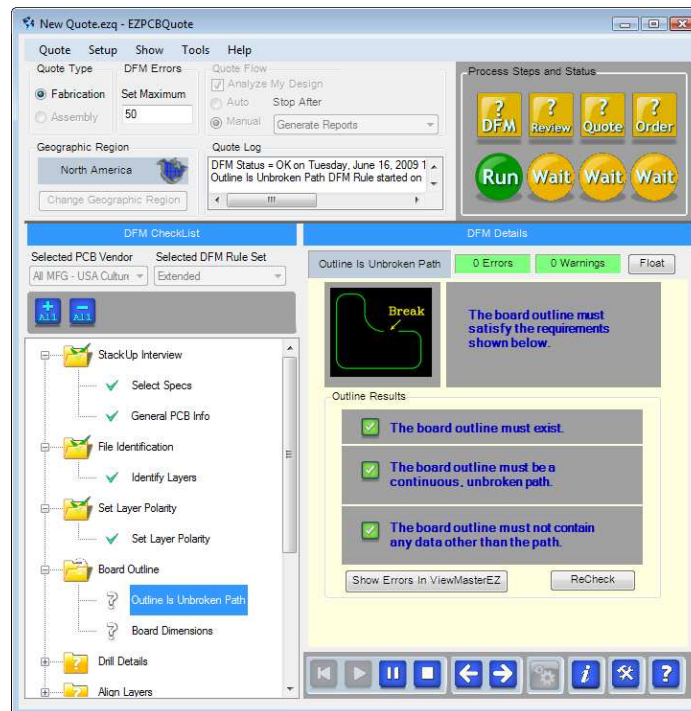 New Quote.ezq - EZPCBQuote
Quote Setup Show Tools Help
Quote Type
Fabrication
Assembly
DFM Errors
Set Maximum
50
Quote Flow
Analyze My Design
Auto Stop After
Manual Generate Reports
Geographic Region
North America
Change Geographic Region
Quote Log
DFM Status = OK on Tuesday, June 16, 2009 1
Outline Is Unbroken Path DFM Rule started on
Process Steps and Status
? DFM
? Review
? Quote
? Order
Run Wait Wait Wait
DFM CheckList
Selected PCB Vendor
All MFG - USA Culture
Selected DFM Rule Set
Extended
+ All
- All
StackUp Interview
Select Specs
General PCB Info
File Identification
Identify Layers
Set Layer Polarity
Set Layer Polarity
Board Outline
? Outline Is Unbroken Path
? Board Dimensions
? Drill Details
? Align Layers
DFM Details
Outline Is Unbroken Path 0 Errors 0 Warnings Float
Break
The board outline must
satisfy the requirements
shown below.
Outline Results
The board outline must exist.
The board outline must be a
continuous, unbroken path.
The board outline must not contain
any data other than the path.
Show Errors In ViewMasterEZ ReCheck
i ?